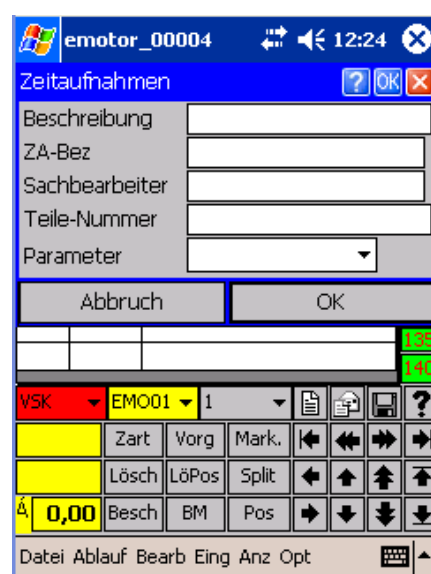 emotor_00004 12:24
Zeitaufnahmen ? OK
Beschreibung
ZA-Bez
Sachbearbeiter
Teile-Nummer
Parameter
Abbruch OK
135
140
VSK EMO01 1 ?
Zart Vorg Mark.
Lösch LöPos Split
Á 0,00 Besch BM Pos
Datei Ablauf Bearb Eing Anz Opt